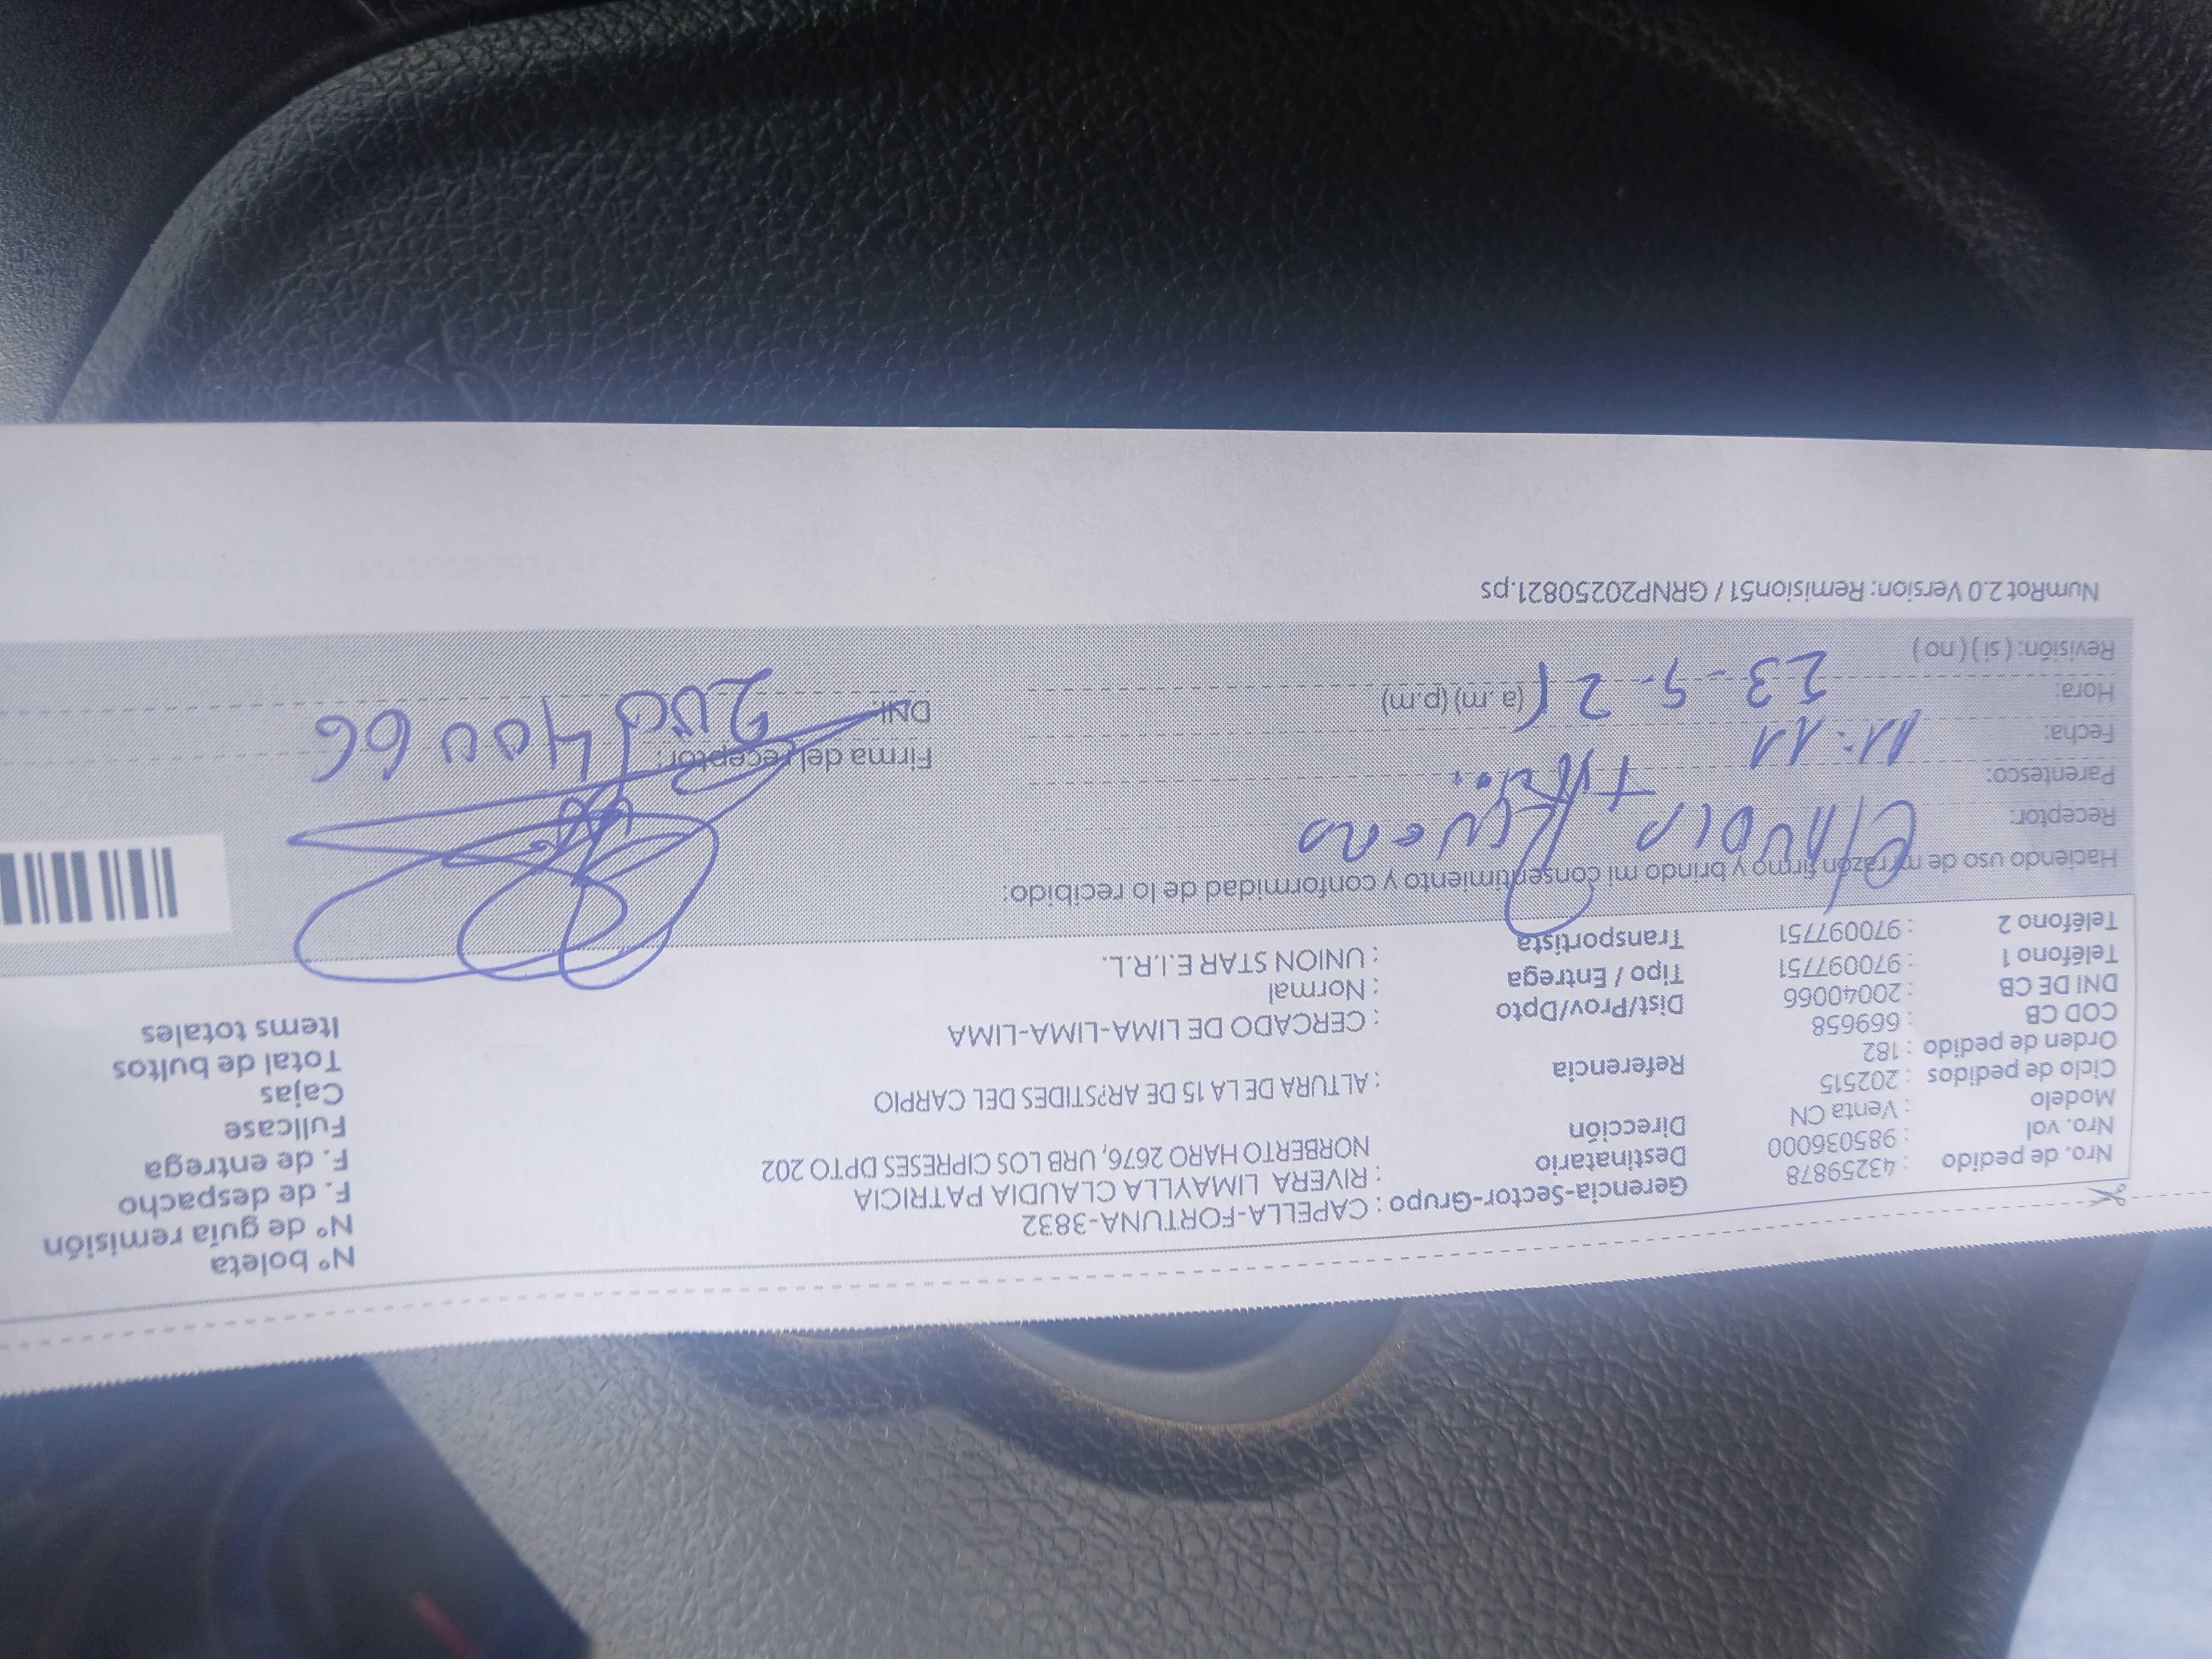 Nº boleta
Nº de guía remisión
F. de despacho
F. de entrega
Fullcase
Cajas
Total de bultos
Items totales
Gerencia-Sector-Grupo : CAPELLA-FORTUNA-3832
Destinatario : RIVERA LIMAYLLA CLAUDIA PATRICIA
Dirección NORBERTO HARO 2676, URB LOS CIPRESES DPTO 202
Referencia : ALTURA DE LA 15 DE AR?STIDES DEL CARPIO
Dist/Prov/Dpto : CERCADO DE LIMA-LIMA-LIMA
Tipo / Entrega : Normal
Transportista : UNION STAR E.I.R.L.
Nro. de pedido : 43259878
Nro. vol : 985036000
Modelo : Venta CN
Ciclo de pedidos : 202515
Orden de pedido : 182
COD CB : 669658
DNI DE CB : 20040066
Teléfono 1 : 970097751
Teléfono 2 : 970097751
Haciendo uso de mi razón firmo y brindo mi consentimiento y conformidad de lo recibido:
Receptor: Claudia Rivera
Parentesco:
Fecha: 11:11
Hora: (a.m) (p.m)
Revisión: ( si ) ( no )
Firma del receptor:
DNI: 20040066
NumRot 2.0 Version: Remision51 / GRNP20250821.ps